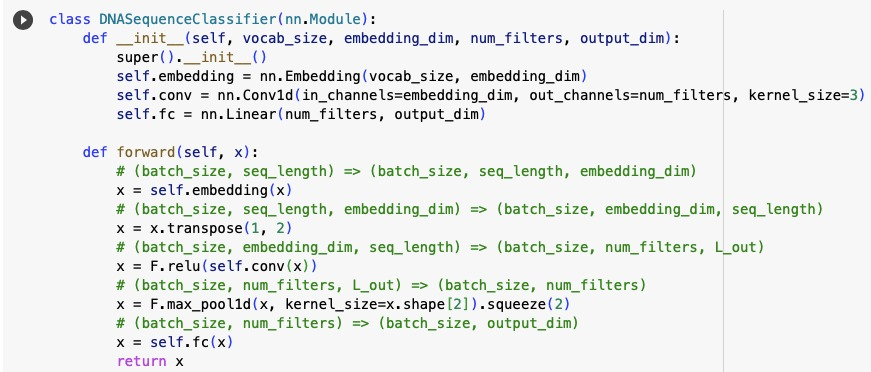 class DNASequenceClassifier(nn.Module):
    def __init__(self, vocab_size, embedding_dim, num_filters, output_dim):
        super().__init__()
        self.embedding = nn.Embedding(vocab_size, embedding_dim)
        self.conv = nn.Conv1d(in_channels=embedding_dim, out_channels=num_filters, kernel_size=3)
        self.fc = nn.Linear(num_filters, output_dim)

    def forward(self, x):
        # (batch_size, seq_length) => (batch_size, seq_length, embedding_dim)
        x = self.embedding(x)
        # (batch_size, seq_length, embedding_dim) => (batch_size, embedding_dim, seq_length)
        x = x.transpose(1, 2)
        # (batch_size, embedding_dim, seq_length) => (batch_size, num_filters, L_out)
        x = F.relu(self.conv(x))
        # (batch_size, num_filters, L_out) => (batch_size, num_filters)
        x = F.max_pool1d(x, kernel_size=x.shape[2]).squeeze(2)
        # (batch_size, num_filters) => (batch_size, output_dim)
        x = self.fc(x)
        return x